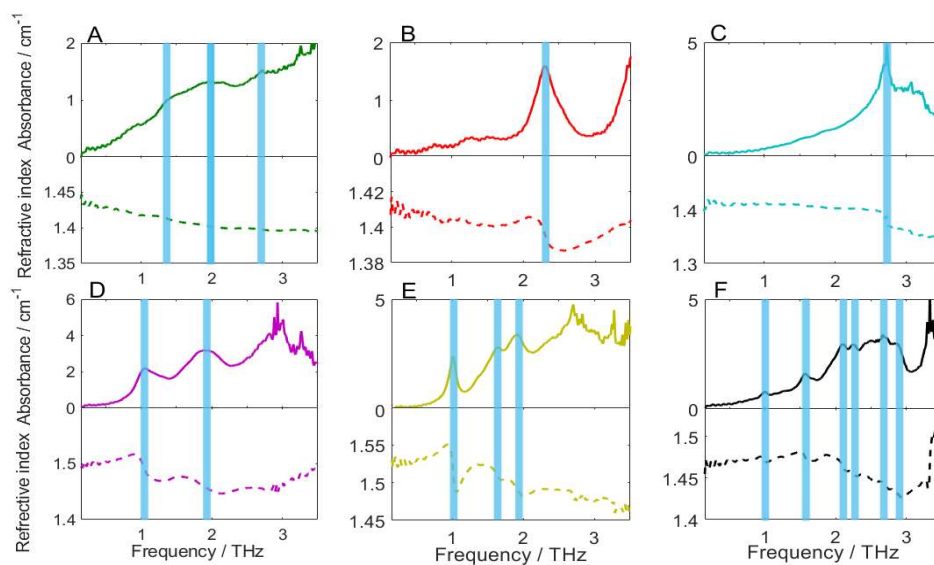 Refractive index Absorbance / cm⁻¹
A
2
1
0
1.45
1.4
1.35
1 2 3
B
2
1
0
1.42
1.4
1.38
1 2 3
C
5
0
1.4
1.3
1 2 3
Refrective index Absorbance / cm⁻¹
D
6
4
2
0
1.5
1.4
1 2 3
Frequency / THz
E
5
0
1.55
1.5
1.45
1 2 3
Frequency / THz
F
5
0
1.5
1.45
1.4
1 2 3
Frequency / THz